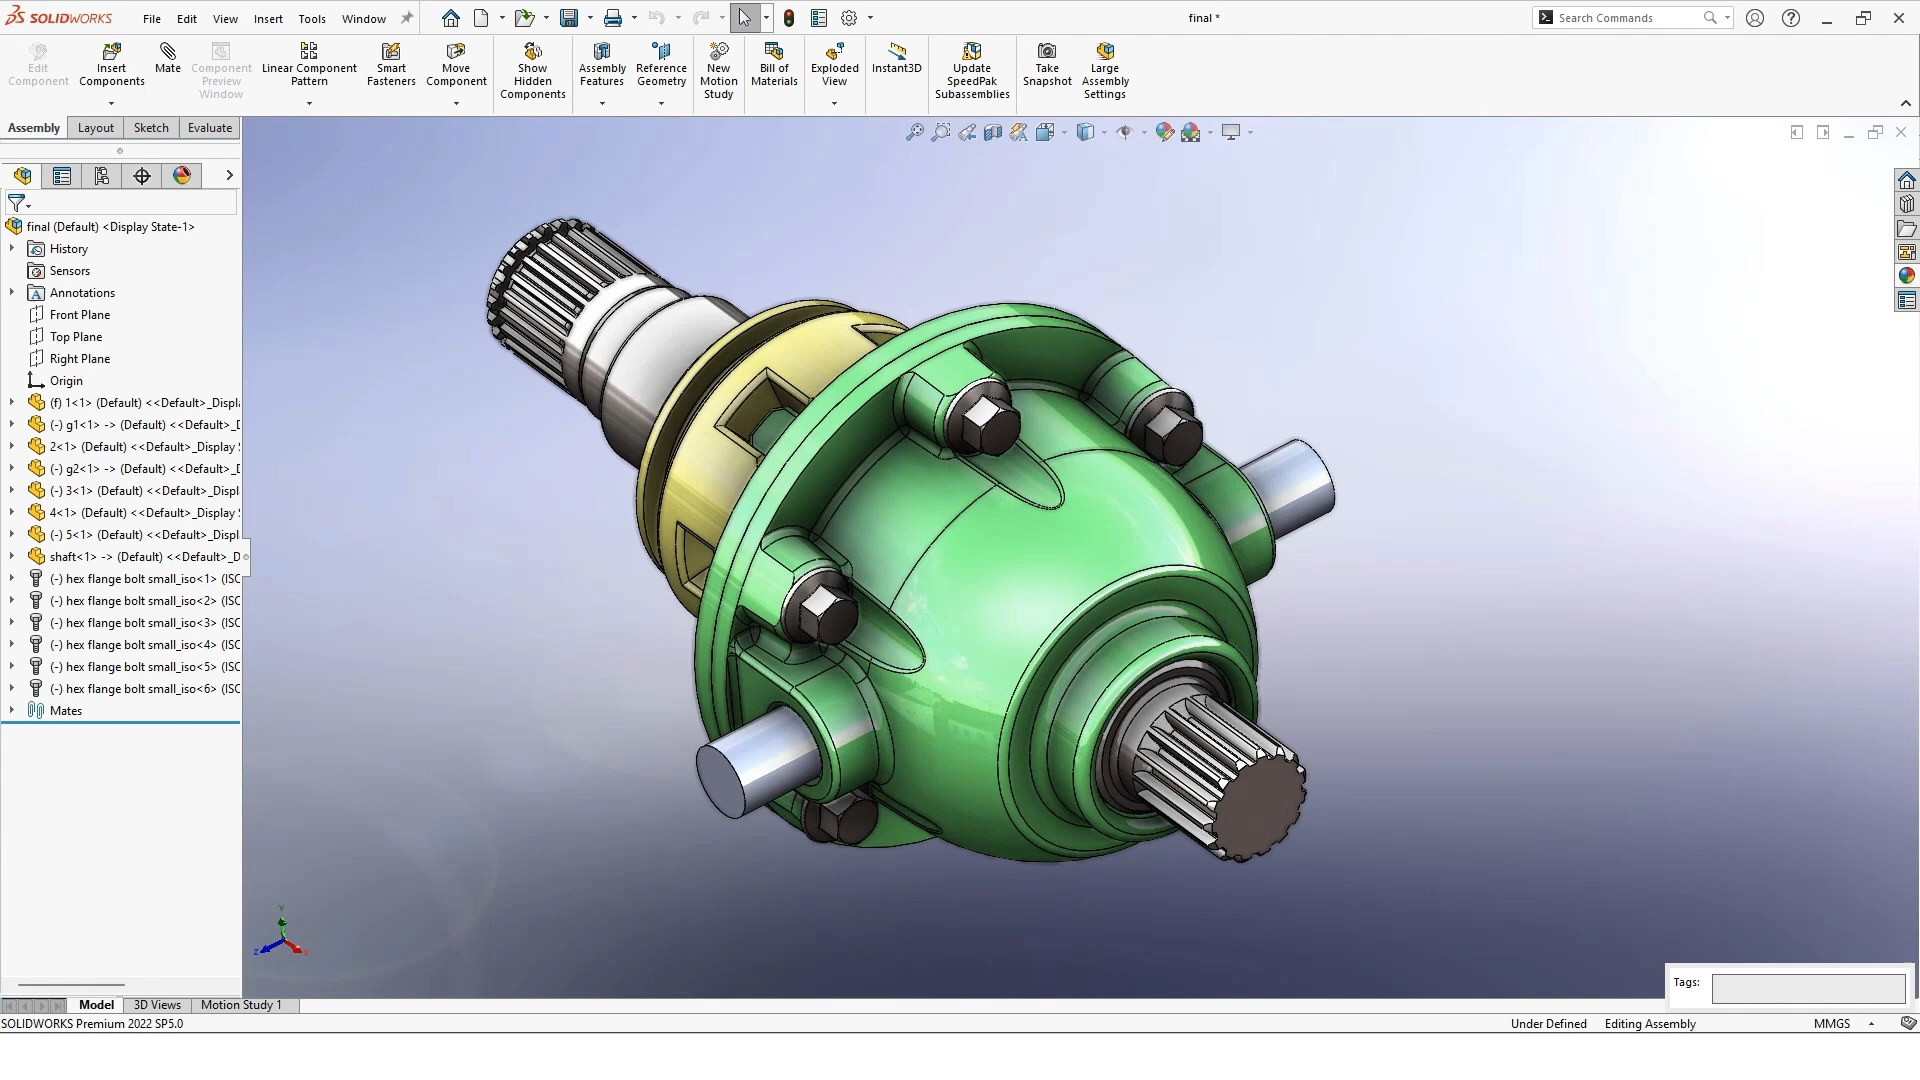 SOLIDWORKS
File Edit View Insert Tools Window
final *
Search Commands
Edit Component
Insert Components
Mate
Component Preview Window
Linear Component Pattern
Smart Fasteners
Move Component
Show Hidden Components
Assembly Features
Reference Geometry
New Motion Study
Bill of Materials
Exploded View
Instant3D
Update SpeedPak Subassemblies
Take Snapshot
Large Assembly Settings
Assembly Layout Sketch Evaluate
final (Default) <Display State-1>
History
Sensors
Annotations
Front Plane
Top Plane
Right Plane
Origin
(f) 1<1> (Default) <<Default>_Displa
(-) g1<1> -> (Default) <<Default>_D
2<1> (Default) <<Default>_Display S
(-) g2<1> -> (Default) <<Default>_D
(-) 3<1> (Default) <<Default>_Displ
4<1> (Default) <<Default>_Display S
(-) 5<1> (Default) <<Default>_Displ
shaft<1> -> (Default) <<Default>_D
(-) hex flange bolt small_iso<1> (ISO
(-) hex flange bolt small_iso<2> (ISO
(-) hex flange bolt small_iso<3> (ISO
(-) hex flange bolt small_iso<4> (ISO
(-) hex flange bolt small_iso<5> (ISO
(-) hex flange bolt small_iso<6> (ISO
Mates
Y
Z
X
Tags:
Model 3D Views Motion Study 1
SOLIDWORKS Premium 2022 SP5.0
Under Defined Editing Assembly MMGS